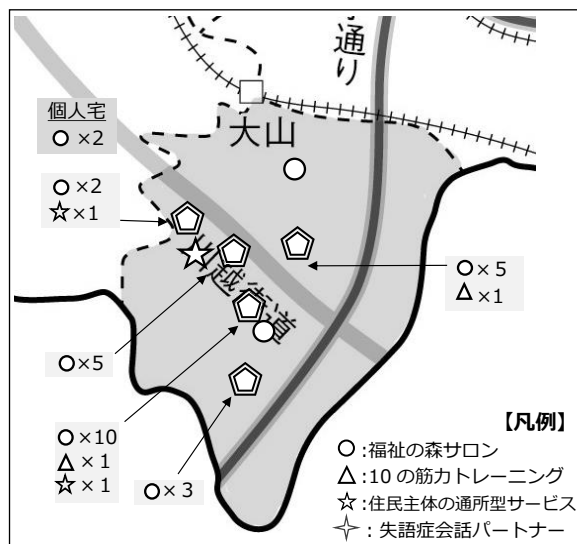 通り
大山
個人宅
○×2
○×2
☆×1
○×5
△×1
川越街道
○×5
○×10
△×1
☆×1
○×3
【凡例】
○:福祉の森サロン
△:10の筋力トレーニング
☆:住民主体の通所型サービス
✧:失語症会話パートナー